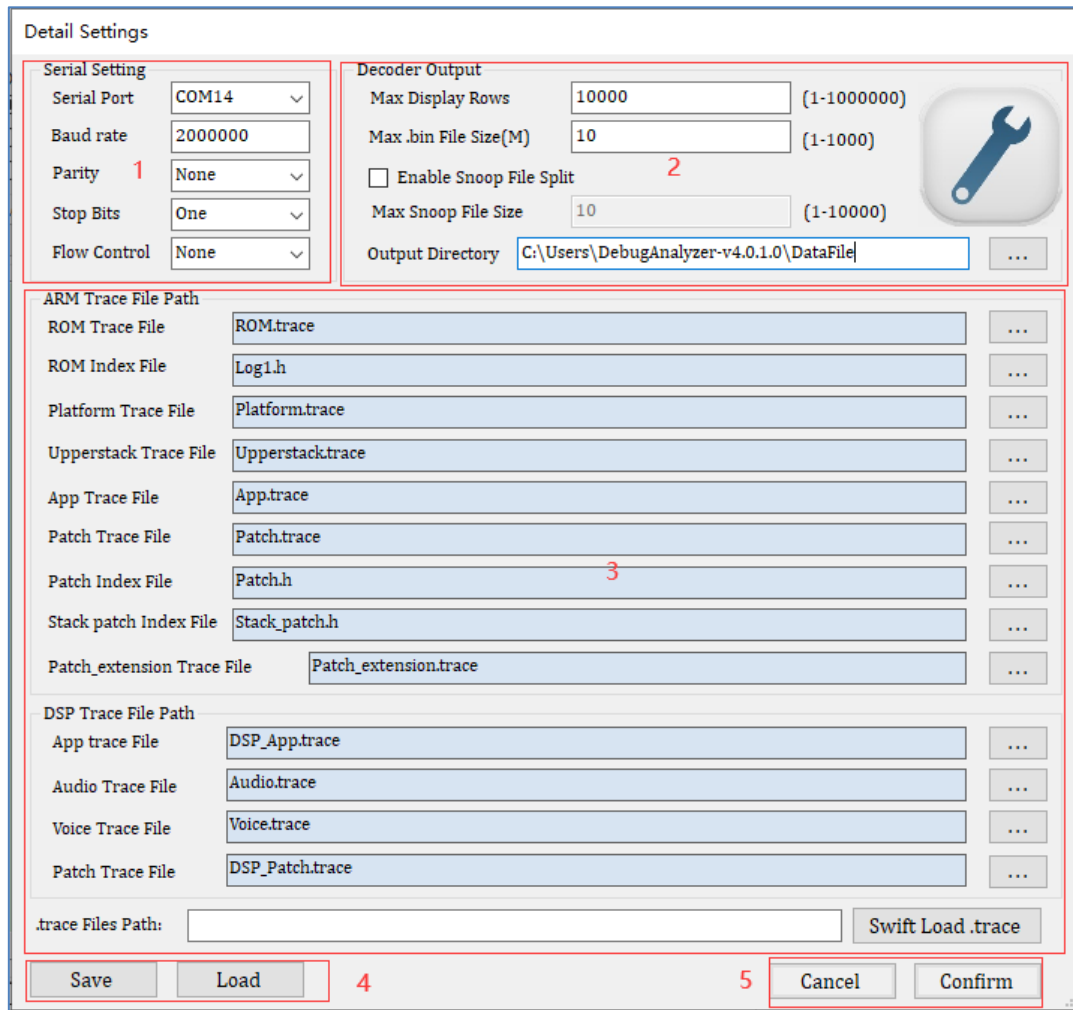 Detail Settings
Serial Setting
Serial Port COM14
Baud rate 2000000
Parity 1 None
Stop Bits One
Flow Control None
Decoder Output
Max Display Rows 10000 (1-1000000)
Max .bin File Size(M) 10 (1-1000)
Enable Snoop File Split 2
Max Snoop File Size 10 (1-10000)
Output Directory C:\Users\DebugAnalyzer-v4.0.1.0\DataFile ...
ARM Trace File Path
ROM Trace File ROM.trace ...
ROM Index File Log1.h ...
Platform Trace File Platform.trace ...
Upperstack Trace File Upperstack.trace ...
App Trace File App.trace ...
Patch Trace File Patch.trace ...
3
Patch Index File Patch.h ...
Stack patch Index File Stack_patch.h ...
Patch_extension Trace File Patch_extension.trace ...
DSP Trace File Path
App trace File DSP_App.trace ...
Audio Trace File Audio.trace ...
Voice Trace File Voice.trace ...
Patch Trace File DSP_Patch.trace ...
.trace Files Path: Swift Load .trace
Save Load 4 5 Cancel Confirm